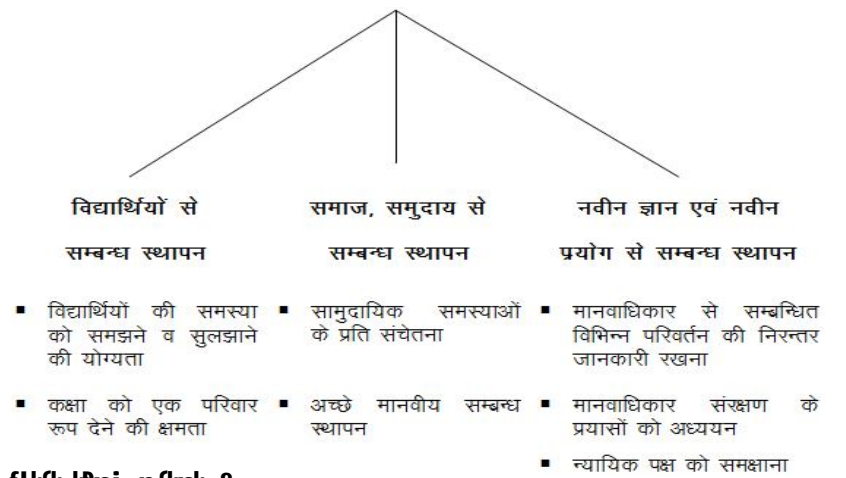 विद्यार्थियों से
सम्बन्ध स्थापन
समाज, समुदाय से
सम्बन्ध स्थापन
नवीन ज्ञान एवं नवीन
प्रयोग से सम्बन्ध स्थापन
▪ विद्यार्थियों की समस्या
को समझने व सुलझाने
की योग्यता
▪ कक्षा को एक परिवार
रूप देने की क्षमता
▪ सामुदायिक समस्याओं
के प्रति संचेतना
▪ अच्छे मानवीय सम्बन्ध
स्थापन
▪ मानवाधिकार से सम्बन्धित
विभिन्न परिवर्तन की निरन्तर
जानकारी रखना
▪ मानवाधिकार संरक्षण के
प्रयासों को अध्ययन
▪ न्यायिक पक्ष को समक्षाना